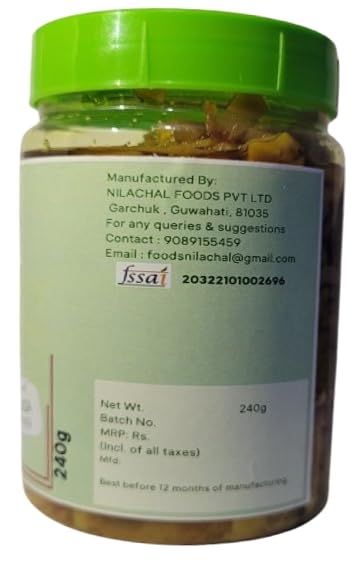 Manufactured By:
NILACHAL FOODS PVT LTD
Garchuk , Guwahati, 81035
For any queries & suggestions
Contact : 9089155459
Email : foodsnilachal@gmail.com
fssai 20322101002696
Net Wt. 240g
Batch No.
MRP: Rs.
(Incl. of all taxes)
Mfd.
Best before 12 months of manufacturing.
240g